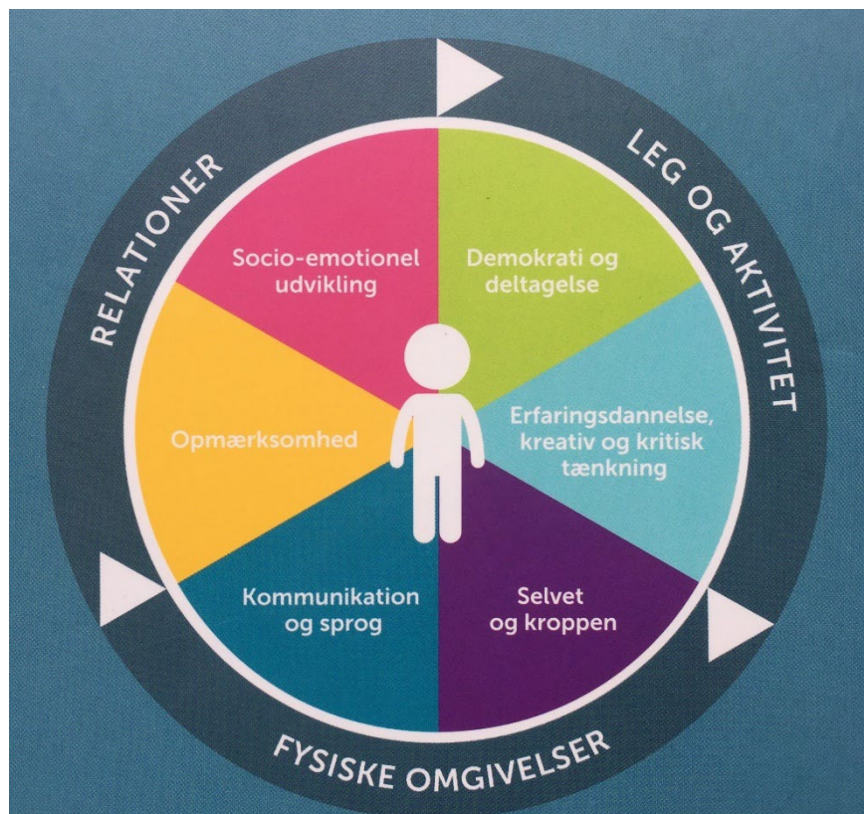 RELATIONER
LEG OG AKTIVITET
Socio-emotionel
udvikling
Demokrati og
deltagelse
Opmærksomhed
Erfaringsdannelse,
kreativ og kritisk
tænkning
Kommunikation
og sprog
Selvet
og kroppen
FYSISKE OMGIVELSER